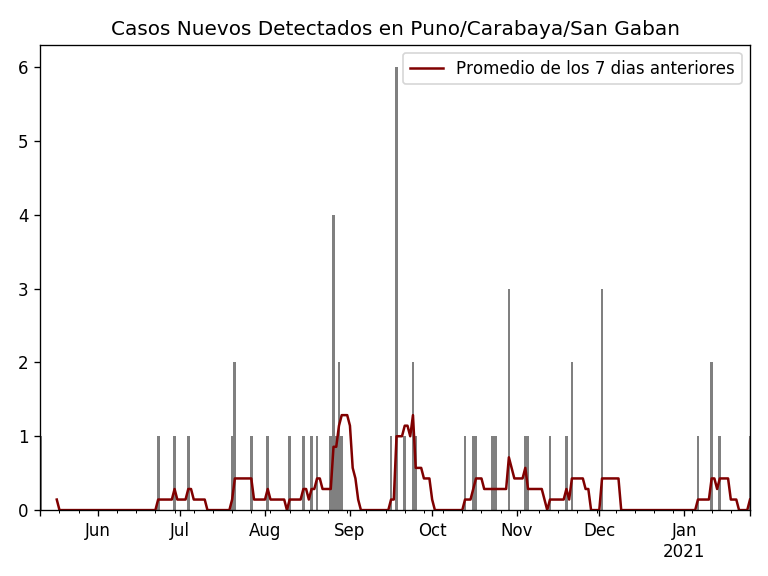 Casos Nuevos Detectados en Puno/Carabaya/San Gaban
Promedio de los 7 dias anteriores
6
5
4
3
2
1
0
Jun Jul Aug Sep Oct Nov Dec Jan
2021